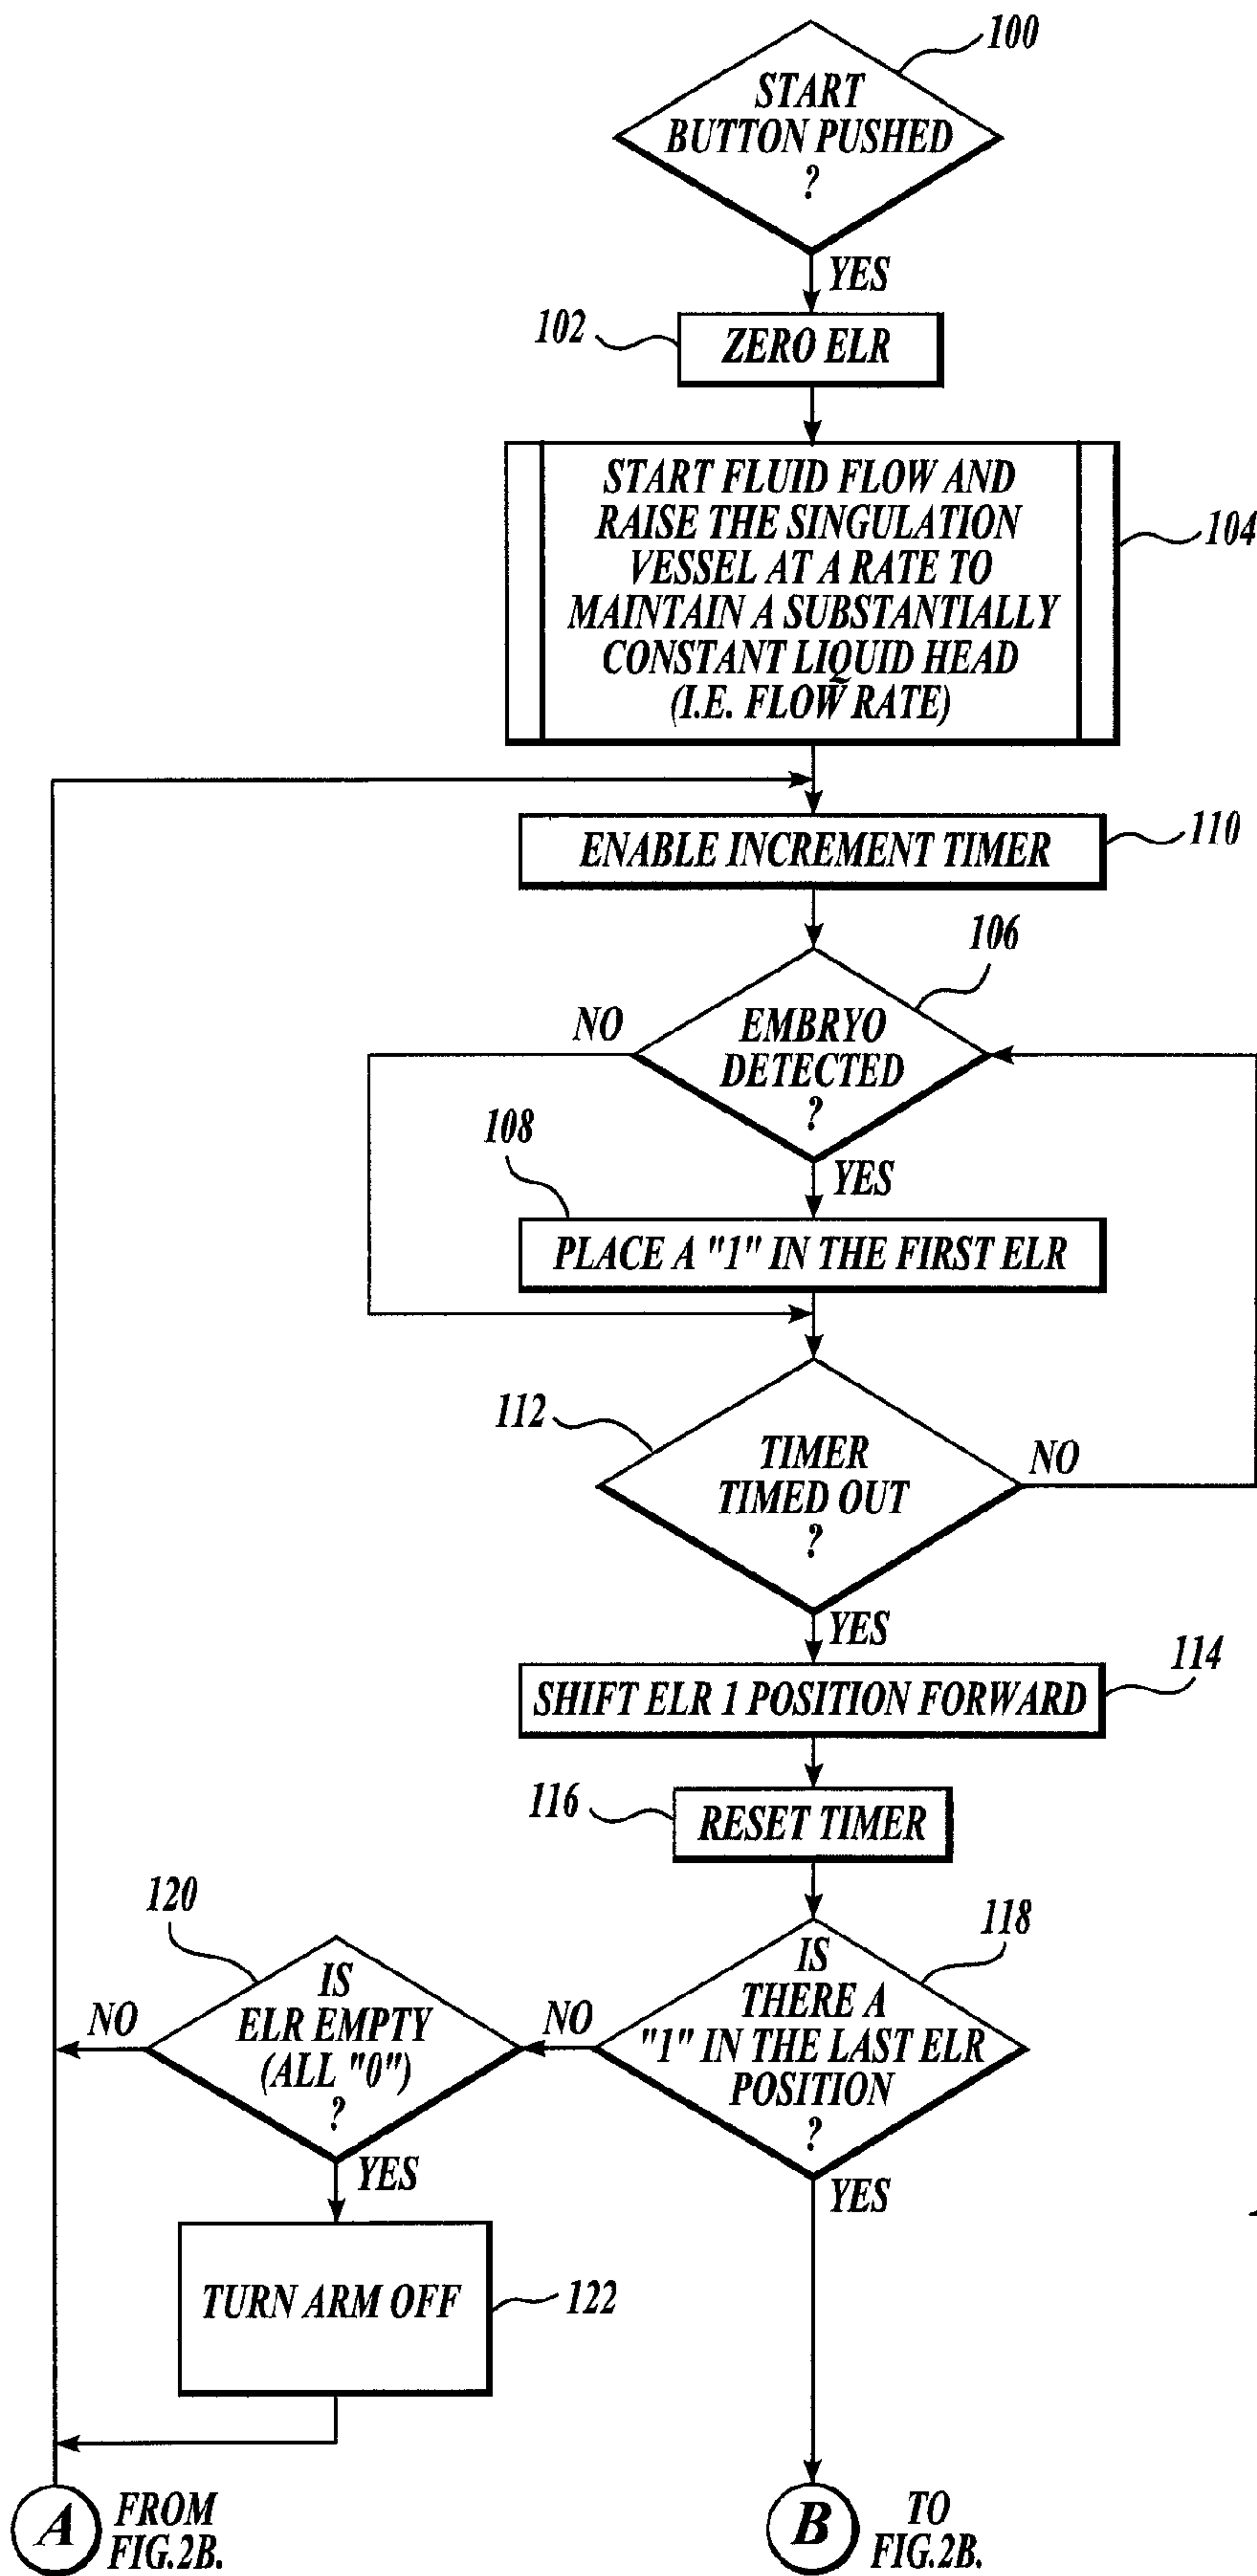 100
START
BUTTON PUSHED
?
YES
102
ZERO ELR
START FLUID FLOW AND
RAISE THE SINGULATION
VESSEL AT A RATE TO
MAINTAIN A SUBSTANTIALLY
CONSTANT LIQUID HEAD
(I.E. FLOW RATE)
104
ENABLE INCREMENT TIMER
110
106
NO
EMBRYO
DETECTED
?
108
YES
PLACE A "1" IN THE FIRST ELR
112
TIMER
TIMED OUT
?
NO
YES
114
SHIFT ELR 1 POSITION FORWARD
116
RESET TIMER
120
118
IS
THERE A
"1" IN THE LAST ELR
POSITION
?
NO
IS
ELR EMPTY
(ALL "0")
?
NO
YES
YES
TURN ARM OFF
122
A
FROM
FIG.2B.
B
TO
FIG.2B.